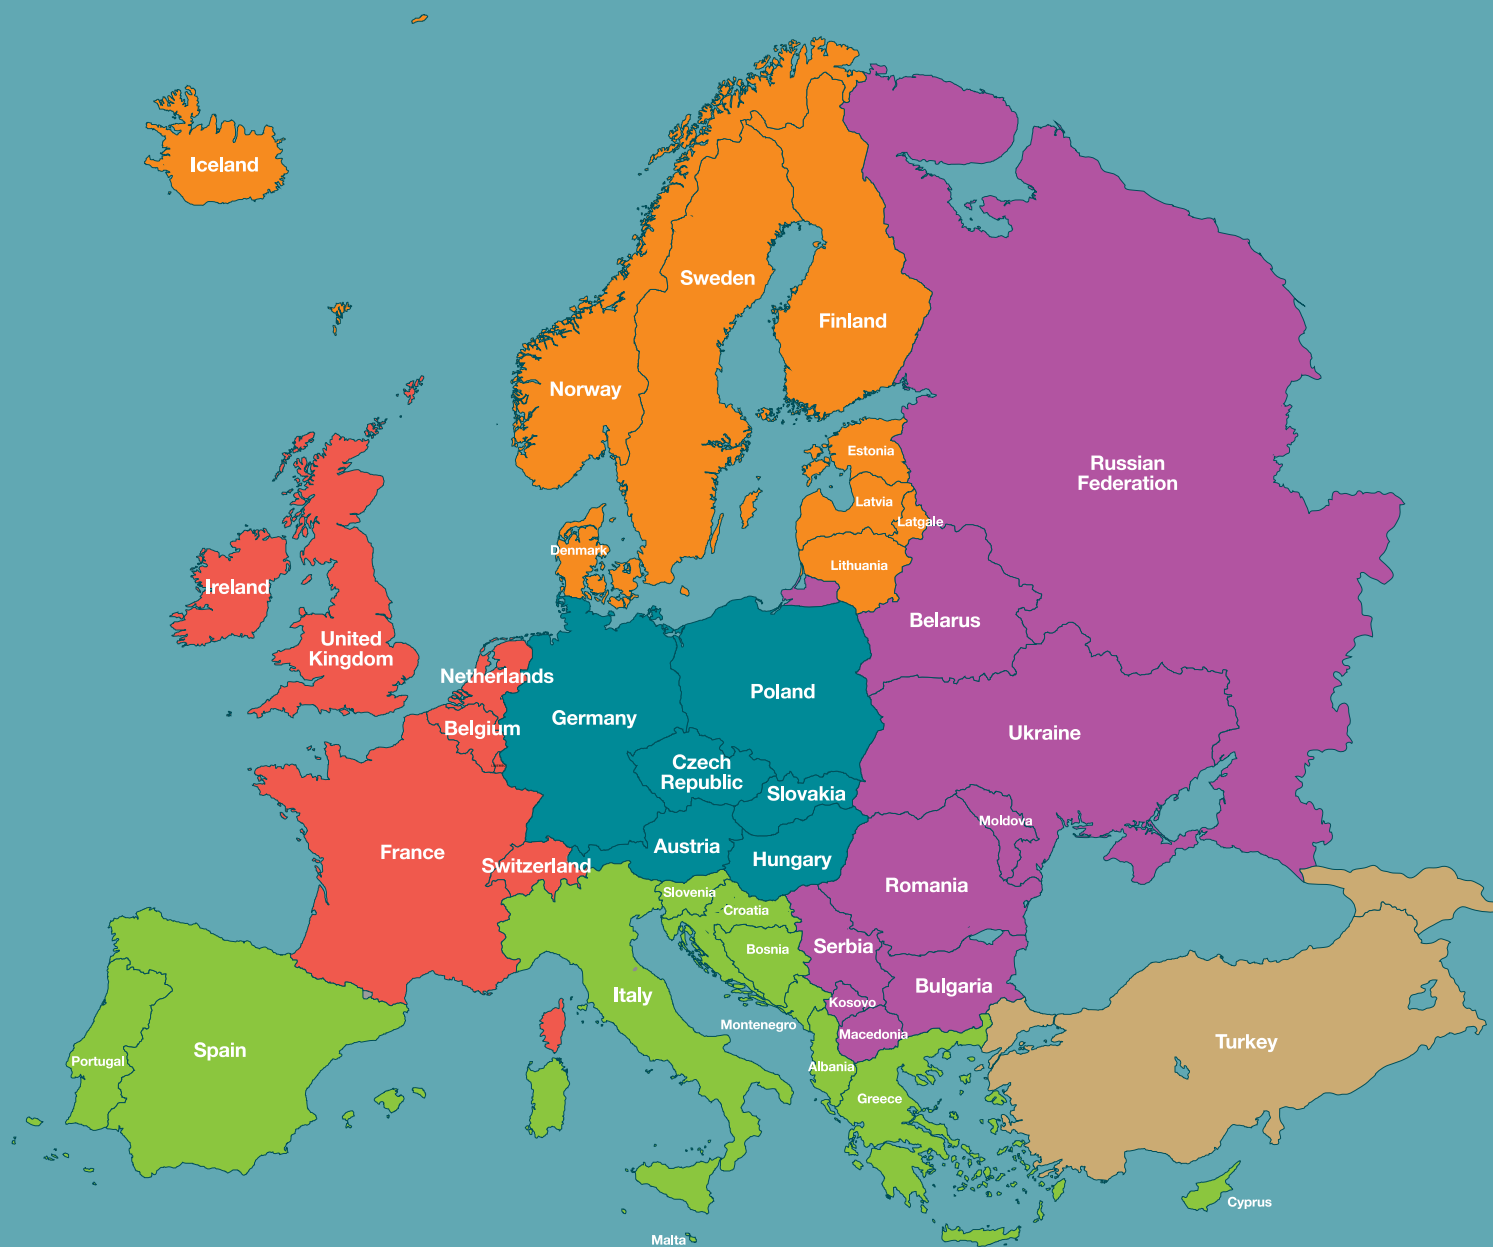 Iceland
Sweden
Finland
Norway
Estonia
Russian
Federation
Latvia
Latgale
Denmark
Lithuania
Ireland
Belarus
United
Kingdom
Netherlands
Poland
Germany
Belgium
Ukraine
Czech
Republic
Slovakia
Moldova
France
Austria
Hungary
Switzerland
Romania
Slovenia
Croatia
Serbia
Bosnia
Bulgaria
Italy
Kosovo
Montenegro
Macedonia
Turkey
Spain
Portugal
Albania
Greece
Cyprus
Malta